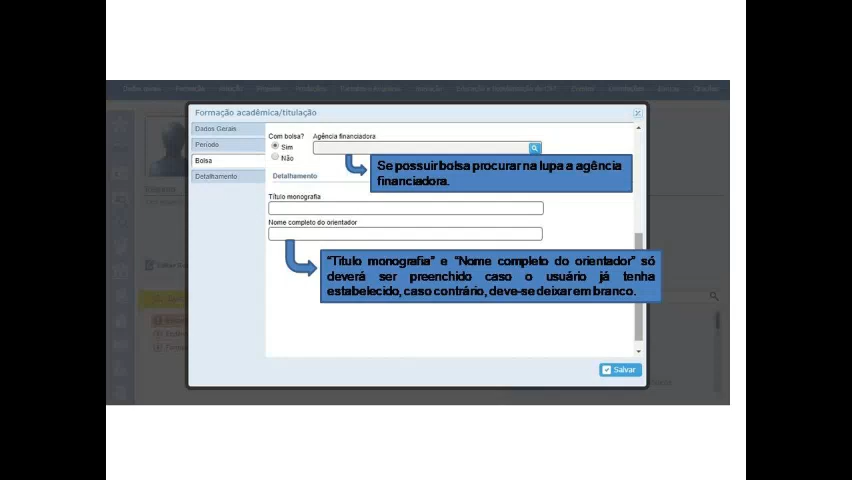 Formação acadêmica/titulação
Dados Gerais
Período
Bolsa
Detalhamento
Com bolsa?
Sim
Não
Agência financiadora
Se possuir bolsa procurar na lupa a agência
financiadora.
Detalhamento
Título monografia
Nome completo do orientador
“Titulo monografia” e “Nome completo do orientador” só
deverá ser preenchido caso o usuário já tenha
estabelecido, caso contrário, deve-se deixar em branco.
Salvar